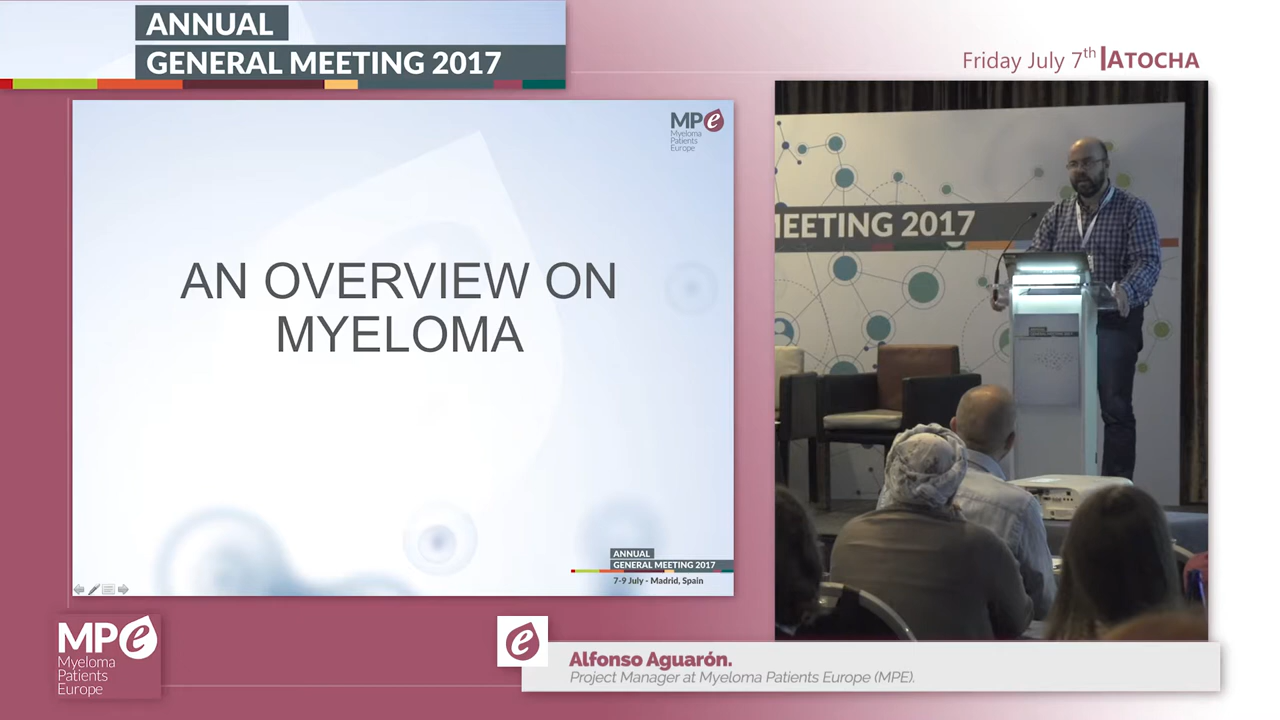 ANNUAL
GENERAL MEETING 2017
Friday July 7th ATOCHA
MPe
Myeloma
Patients
Europe
AN OVERVIEW ON
MYELOMA
ANNUAL
GENERAL MEETING 2017
7-9 July - Madrid, Spain
EETING 2017
MPe
Myeloma
Patients
Europe
e
Alfonso Aguarón.
Project Manager at Myeloma Patients Europe (MPE).